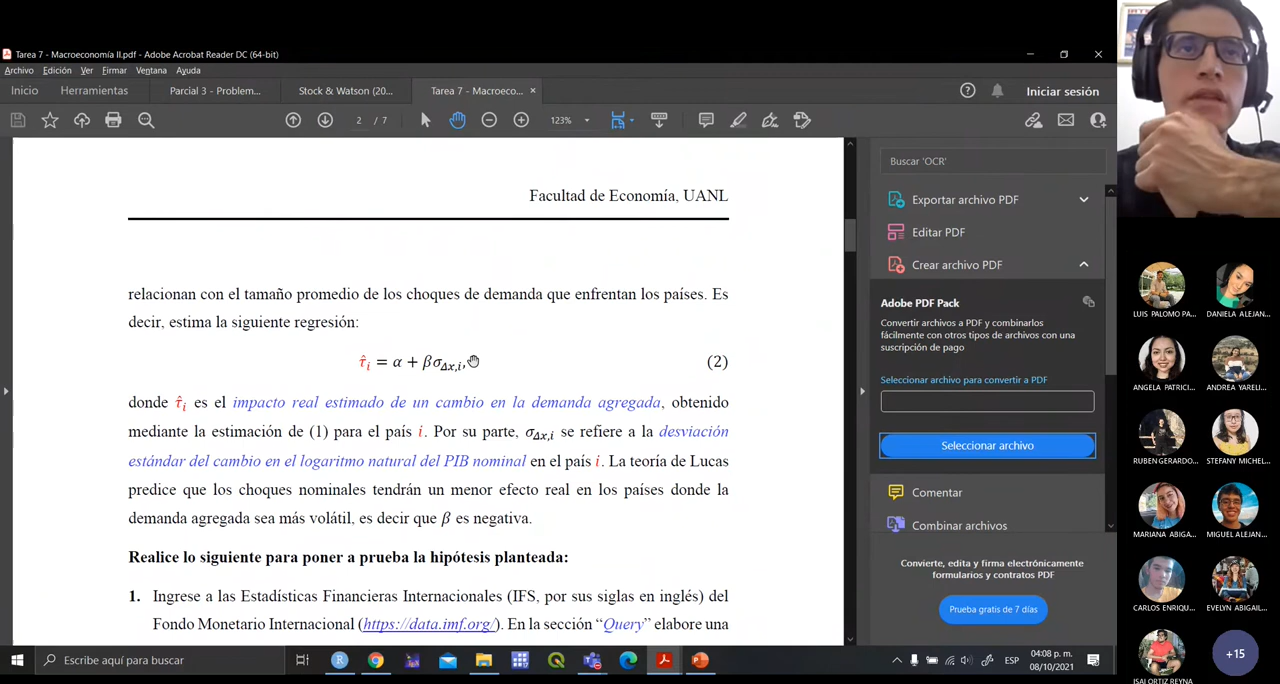 Tarea 7 - Macroeconomía II.pdf - Adobe Acrobat Reader DC (64-bit)
Archivo Edición Ver Firmar Ventana Ayuda
Inicio Herramientas Parcial 3 - Problem... Stock & Watson (20... Tarea 7 - Macroeco... × Iniciar sesión
2 / 7 123%
Facultad de Economía, UANL
relacionan con el tamaño promedio de los choques de demanda que enfrentan los países. Es
decir, estima la siguiente regresión:
τ̂ᵢ = α + βσ_Δx,i, (2)
donde τ̂ᵢ es el impacto real estimado de un cambio en la demanda agregada, obtenido
mediante la estimación de (1) para el país i. Por su parte, σ_Δx,i se refiere a la desviación
estándar del cambio en el logaritmo natural del PIB nominal en el país i. La teoría de Lucas
predice que los choques nominales tendrán un menor efecto real en los países donde la
demanda agregada sea más volátil, es decir que β es negativa.
Realice lo siguiente para poner a prueba la hipótesis planteada:
1. Ingrese a las Estadísticas Financieras Internacionales (IFS, por sus siglas en inglés) del
Fondo Monetario Internacional (https://data.imf.org/). En la sección “Query” elabore una
Buscar 'OCR'
Exportar archivo PDF
Editar PDF
Crear archivo PDF
Adobe PDF Pack
Convertir archivos a PDF y combinarlos
fácilmente con otros tipos de archivos con una
suscripción de pago
Seleccionar archivo para convertir a PDF
Seleccionar archivo
Comentar
Combinar archivos
Convierte, edita y firma electrónicamente
formularios y contratos PDF
Prueba gratis de 7 días
LUIS PALOMO PA... DANIELA ALEJAN...
ANGELA PATRICI... ANDREA YARELI...
RUBEN GERARDO... STEFANY MICHEL...
MARIANA ABIGA... MIGUEL ALEJAN...
CARLOS ENRIQU... EVELYN ABIGAIL...
ISAI ORTIZ REYNA +15
Escribe aquí para buscar
ESP
04:08 p. m.
08/10/2021